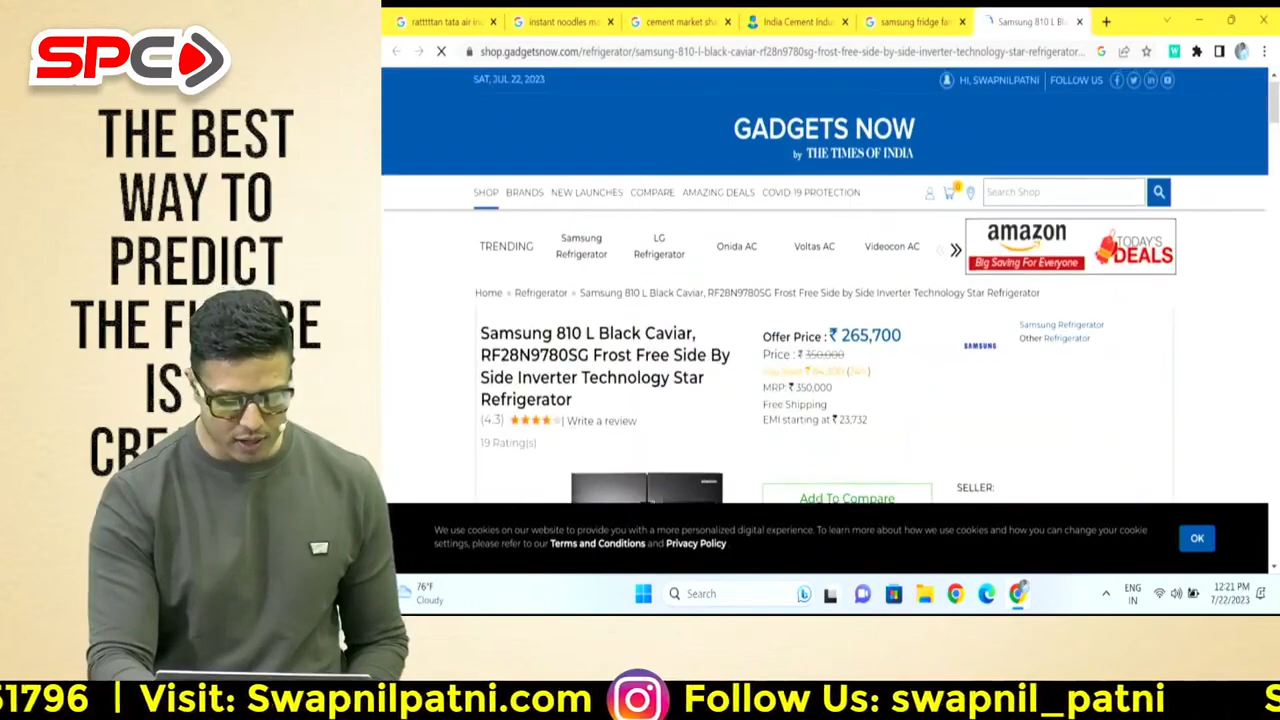 SPC
THE BEST
WAY TO
PREDICT
THE
IS
rattttan tata air in
instant noodles m
cement market sh
India Cement Indu
samsung fridge fa
Samsung 810 L Bl
shop.gadgetsnow.com/refrigerator/samsung-810-l-black-caviar-rf28n9780sg-frost-free-side-by-side-inverter-technology-star-refrigerator...
SAT, JUL 22, 2023
HI, SWAPNILPATNI
FOLLOW US
GADGETS NOW
by THE TIMES OF INDIA
SHOP BRANDS NEW LAUNCHES COMPARE AMAZING DEALS COVID 19 PROTECTION
0
Search Shop
TRENDING
Samsung
Refrigerator
LG
Refrigerator
Onida AC
Voltas AC
Videocon AC
amazon
Big Saving For Everyone
TODAY'S
DEALS
Home » Refrigerator » Samsung 810 L Black Caviar, RF28N9780SG Frost Free Side by Side Inverter Technology Star Refrigerator
Samsung 810 L Black Caviar,
RF28N9780SG Frost Free Side By
Side Inverter Technology Star
Refrigerator
(4.3) | Write a review
19 Rating(s)
Offer Price : ₹ 265,700
Price : ₹ 350,000
MRP: ₹ 350,000
Free Shipping
EMI starting at ₹ 23,732
SAMSUNG
Samsung Refrigerator
Other Refrigerator
Add To Compare
SELLER:
SAMSUNG
We use cookies on our website to provide you with a more personalized digital experience. To learn more about how we use cookies and how you can change your cookie
settings, please refer to our Terms and Conditions and Privacy Policy
OK
76°F
Cloudy
Search
ENG
IN
12:21 PM
7/22/2023
51796 | Visit: Swapnilpatni.com Follow Us: swapnil_patni